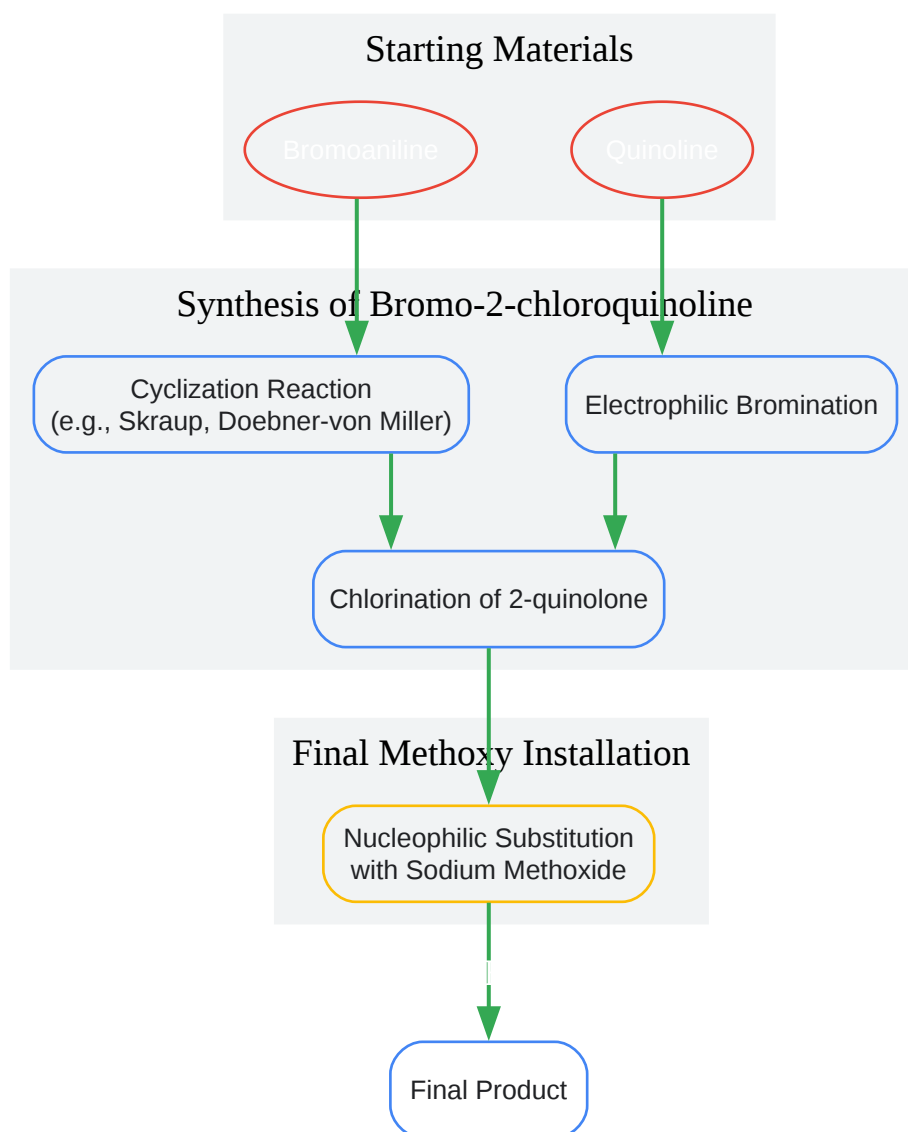 Starting Materials
Bromoaniline
Quinoline
Synthesis of Bromo-2-chloroquinoline
Cyclization Reaction
(e.g., Skraup, Doebner-von Miller)
Electrophilic Bromination
Chlorination of 2-quinolone
Final Methoxy Installation
Nucleophilic Substitution
with Sodium Methoxide
Final Product